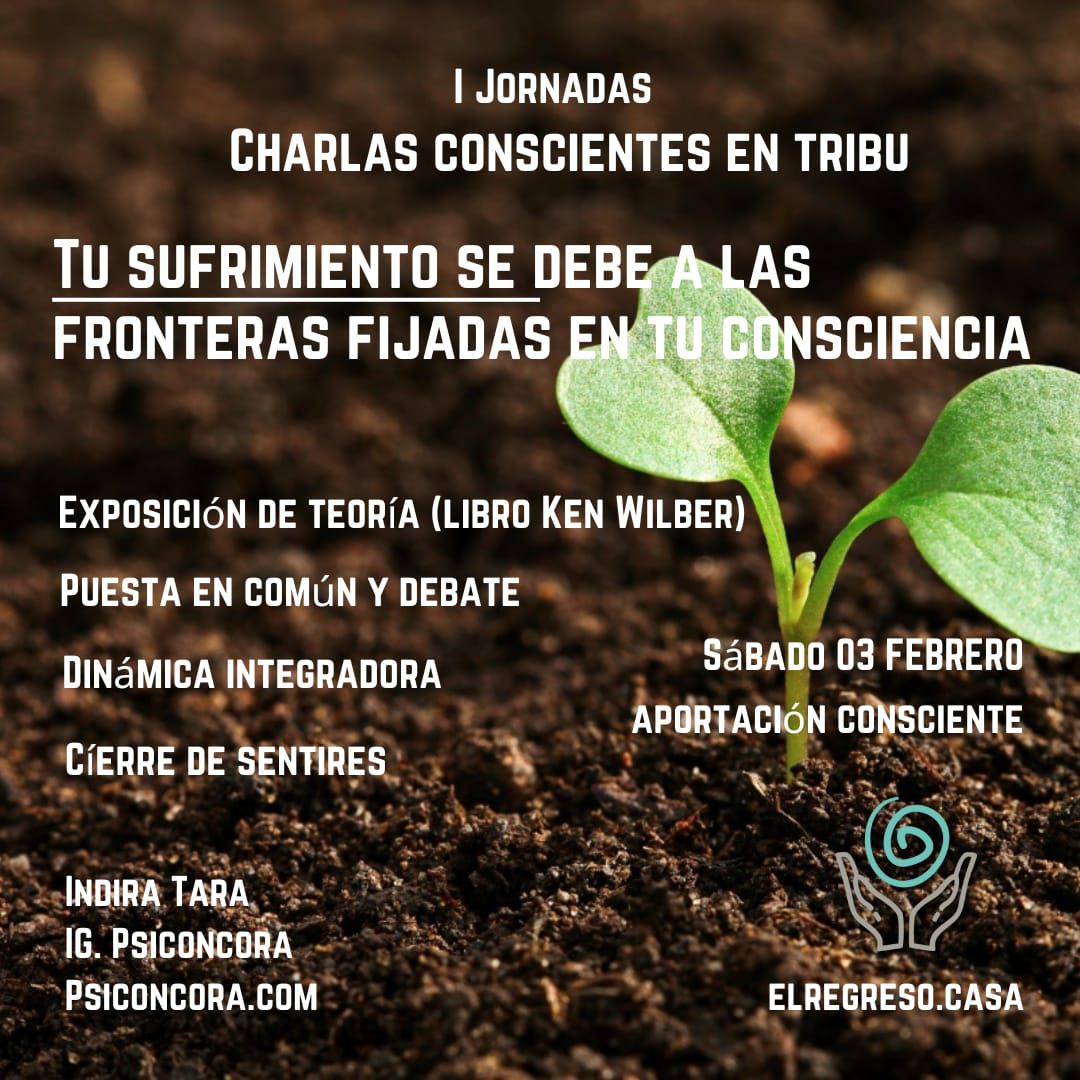 I Jornadas
Charlas conscientes en tribu
Tu sufrimiento se debe a las
fronteras fijadas en tu consciencia
Exposición de teoría (libro Ken Wilber)
Puesta en común y debate
Dinámica integradora
Cíerre de sentires
Sábado 03 febrero
aportación consciente
Indira Tara
IG. Psiconcora
Psiconcora.com
elregreso.casa